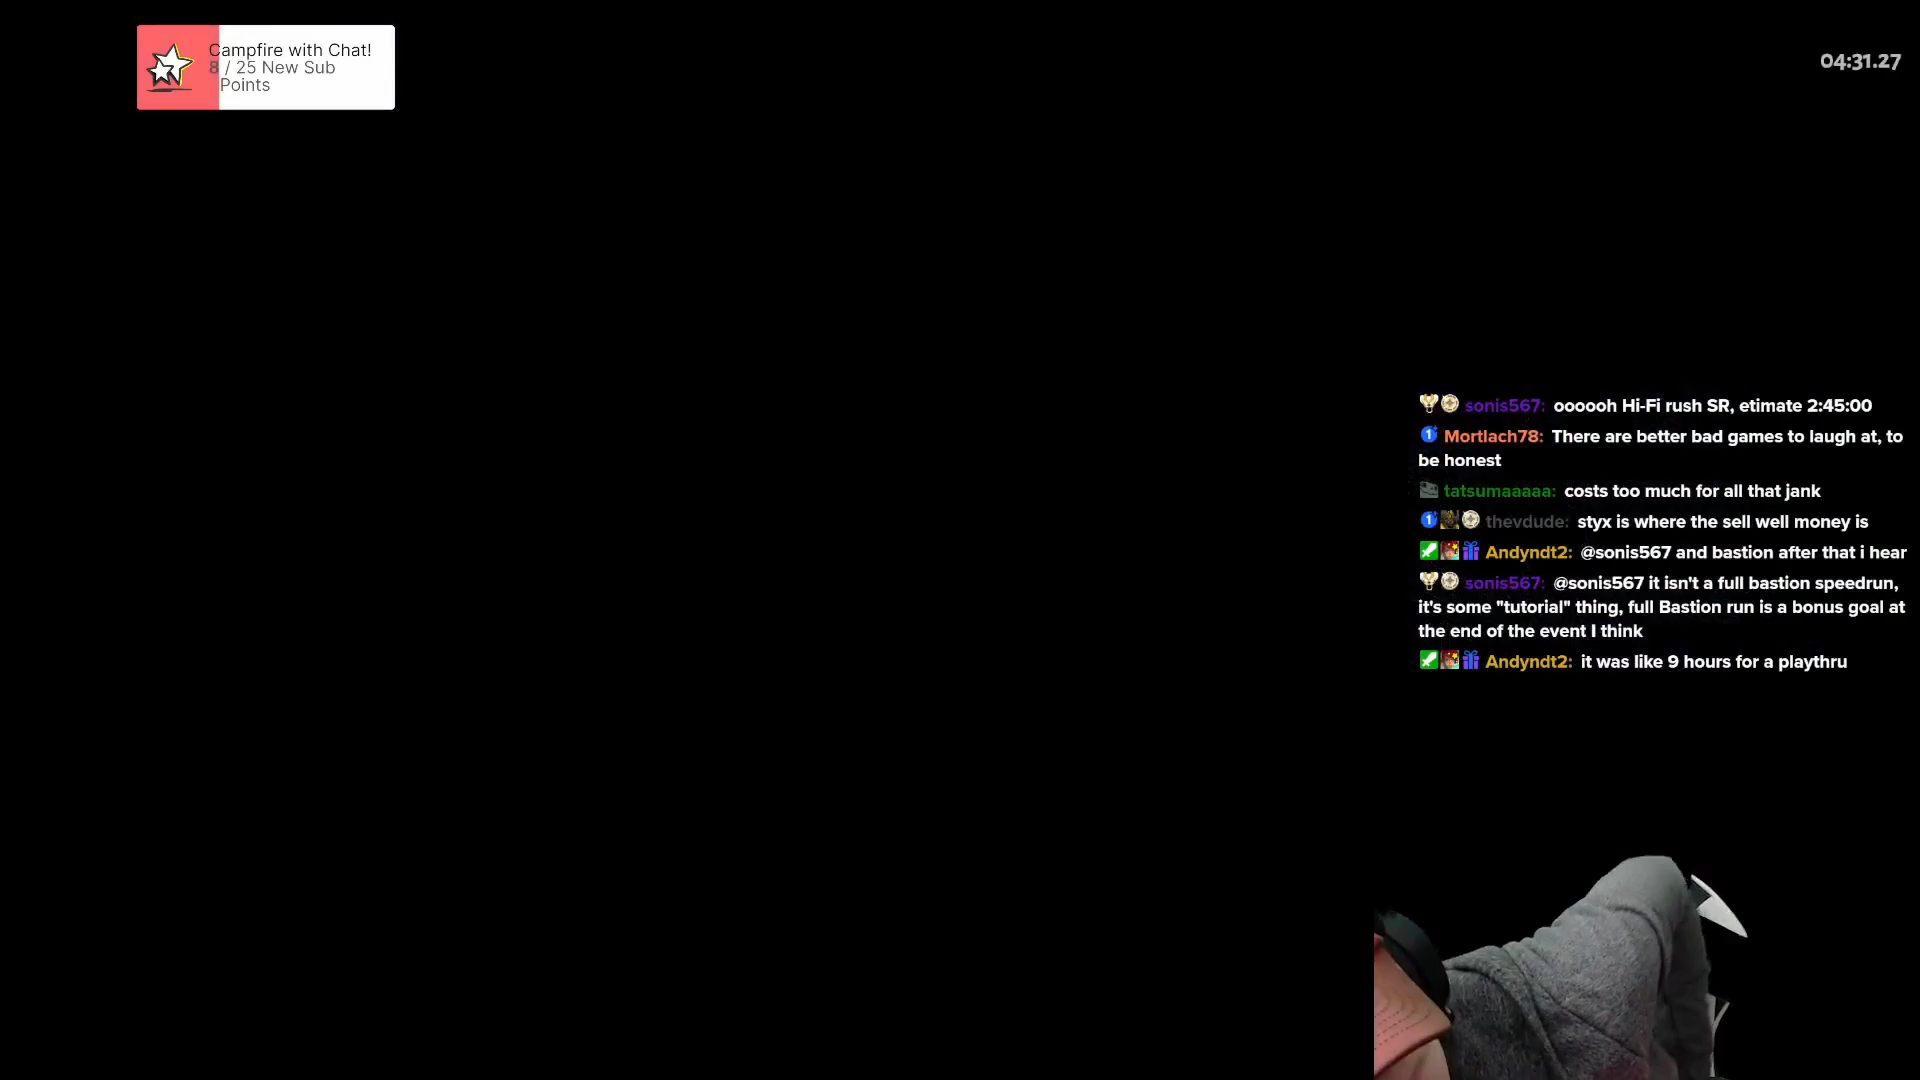 Campfire with Chat!
8 / 25 New Sub
Points
04:31.27
sonis567: oooooh Hi-Fi rush SR, etimate 2:45:00
Mortlach78: There are better bad games to laugh at, to
be honest
tatsumaaaaa: costs too much for all that jank
thevdude: styx is where the sell well money is
Andyndt2: @sonis567 and bastion after that i hear
sonis567: @sonis567 it isn't a full bastion speedrun,
it's some "tutorial" thing, full Bastion run is a bonus goal at
the end of the event I think
Andyndt2: it was like 9 hours for a playthru